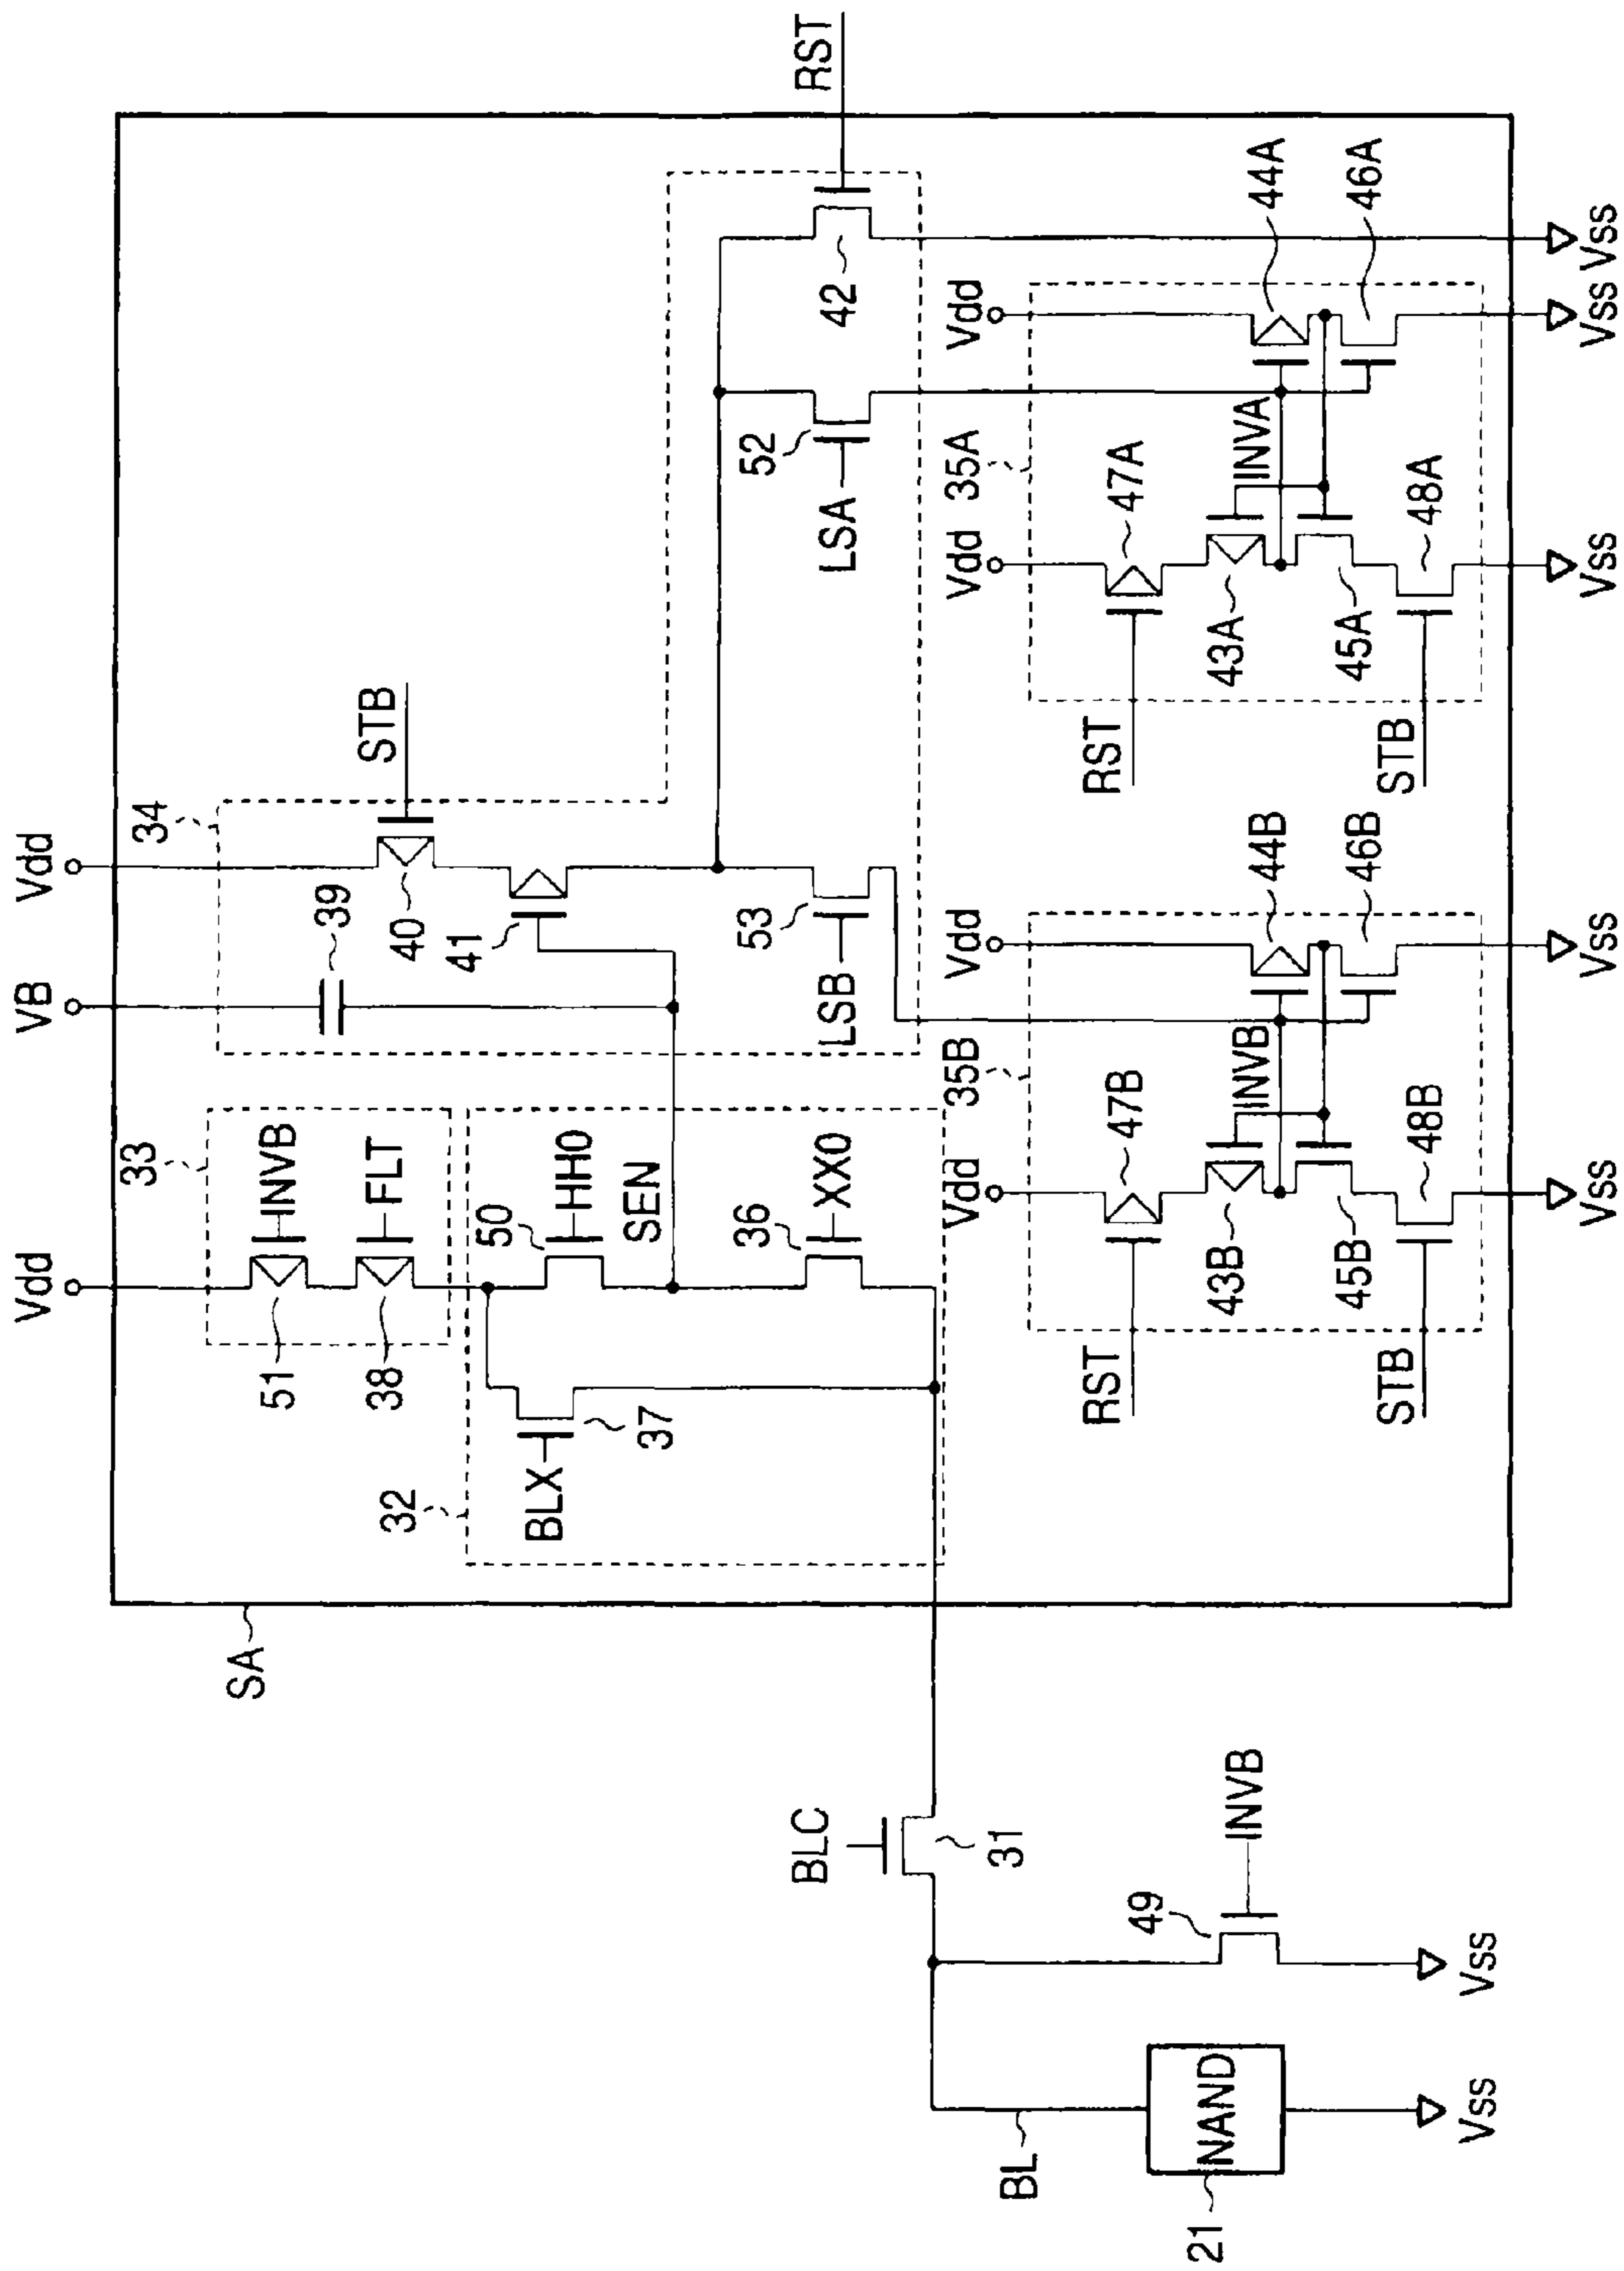 Vdd
VB
Vdd
33
34
39
STB
INVB
51
40
FLT
38
41
32
50
HH0
BLX
37
SEN
36
XX0
53
LSB
52
LSA
42
RST
SA
BLC
31
35B
35A
Vdd
Vdd
Vdd
Vdd
47B
RST
INVB
44B
43B
45B
46B
STB
48B
47A
RST
INVA
44A
43A
45A
46A
STB
48A
Vss
Vss
Vss
Vss
Vss
BL
49
INVB
NAND
21
Vss
Vss